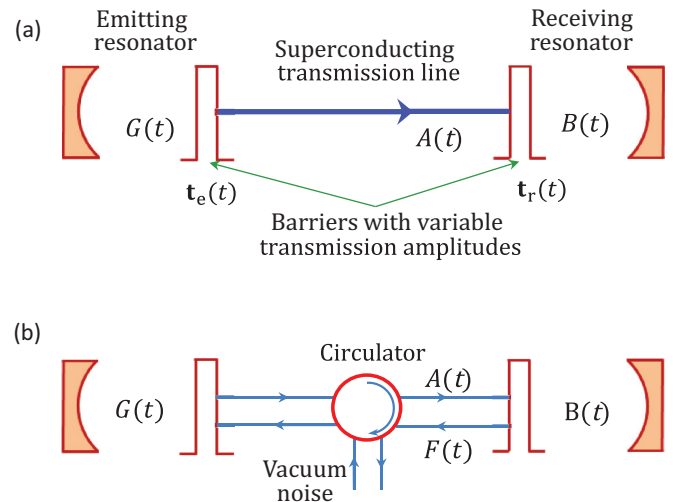 (a)
Emitting
resonator
Superconducting
transmission line
Receiving
resonator
G(t)
A(t)
B(t)
t_e(t)
t_r(t)
Barriers with variable
transmission amplitudes
(b)
Circulator
G(t)
A(t)
B(t)
F(t)
Vacuum
noise